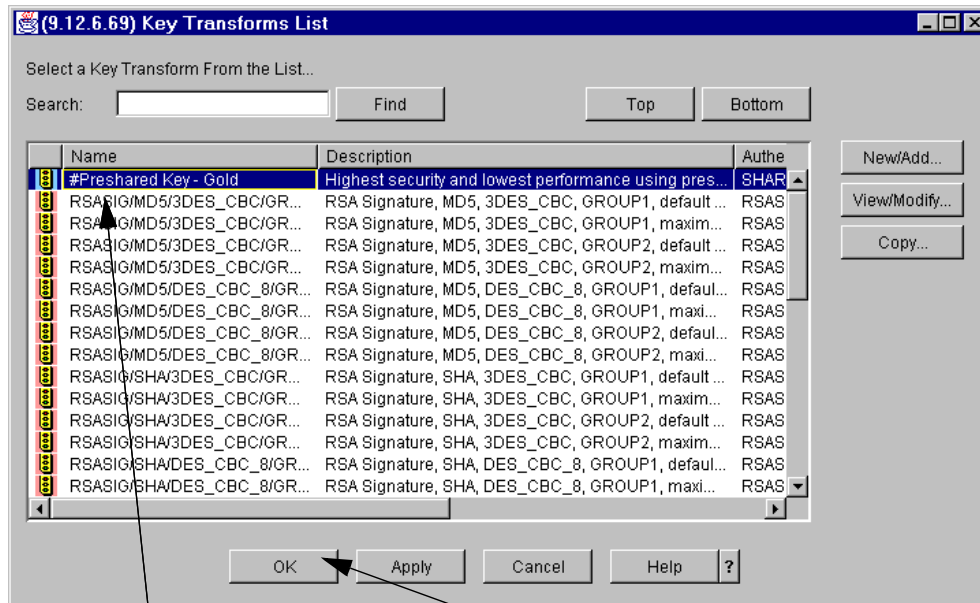 (9.12.6.69) Key Transforms List
Select a Key Transform From the List...
Search: Find Top Bottom
Name Description Authe
#Preshared Key - Gold Highest security and lowest performance using pres... SHAR
RSASIG/MD5/3DES_CBC/GR... RSA Signature, MD5, 3DES_CBC, GROUP1, default ... RSAS
RSASIG/MD5/3DES_CBC/GR... RSA Signature, MD5, 3DES_CBC, GROUP1, maxim... RSAS
RSASIG/MD5/3DES_CBC/GR... RSA Signature, MD5, 3DES_CBC, GROUP2, default ... RSAS
RSASIG/MD5/3DES_CBC/GR... RSA Signature, MD5, 3DES_CBC, GROUP2, maxim... RSAS
RSASIG/MD5/DES_CBC_8/GR... RSA Signature, MD5, DES_CBC_8, GROUP1, defaul... RSAS
RSASIG/MD5/DES_CBC_8/GR... RSA Signature, MD5, DES_CBC_8, GROUP1, maxi... RSAS
RSASIG/MD5/DES_CBC_8/GR... RSA Signature, MD5, DES_CBC_8, GROUP2, defaul... RSAS
RSASIG/MD5/DES_CBC_8/GR... RSA Signature, MD5, DES_CBC_8, GROUP2, maxi... RSAS
RSASIG/SHA/3DES_CBC/GR... RSA Signature, SHA, 3DES_CBC, GROUP1, default ... RSAS
RSASIG/SHA/3DES_CBC/GR... RSA Signature, SHA, 3DES_CBC, GROUP1, maxim... RSAS
RSASIG/SHA/3DES_CBC/GR... RSA Signature, SHA, 3DES_CBC, GROUP2, default ... RSAS
RSASIG/SHA/3DES_CBC/GR... RSA Signature, SHA, 3DES_CBC, GROUP2, maxim... RSAS
RSASIG/SHA/DES_CBC_8/GR... RSA Signature, SHA, DES_CBC_8, GROUP1, defaul... RSAS
RSASIG/SHA/DES_CBC_8/GR... RSA Signature, SHA, DES_CBC_8, GROUP1, maxi... RSAS
New/Add...
View/Modify...
Copy...
OK Apply Cancel Help ?